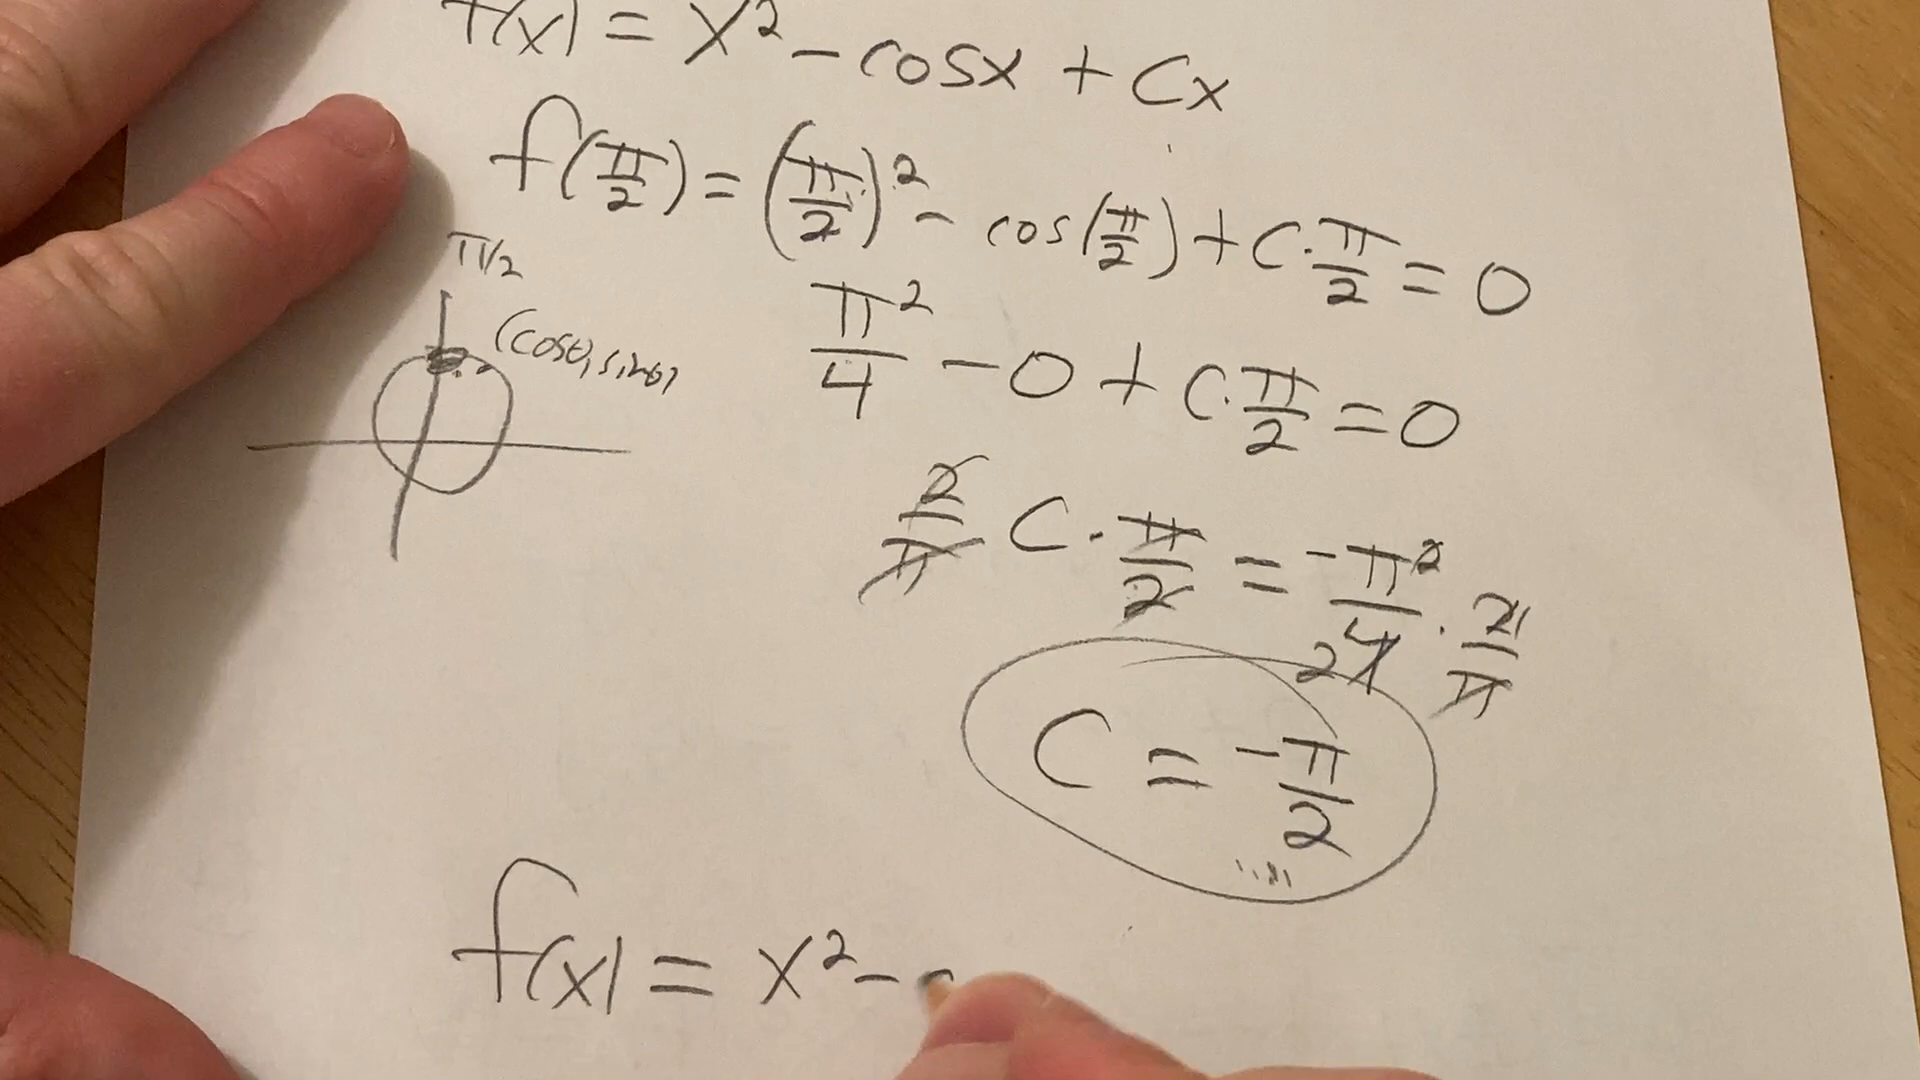 f(x) = x² - cosx + Cx
f(π/2) = (π/2)² - cos(π/2) + C·π/2 = 0
π/2
(cosθ, sinθ)
π²/4 - 0 + C·π/2 = 0
2/π C·π/2 = -π²/4·2/π
2
C = -π/2
f(x) = x² -